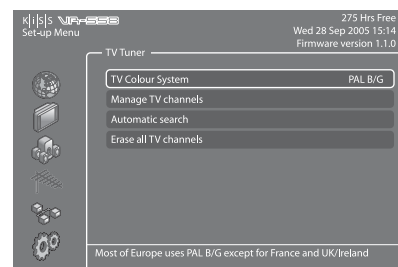 K|i|S|S VR-558
275 Hrs Free
Set-up Menu
Wed 28 Sep 2005 15:14
Firmware version 1.1.0
TV Tuner
TV Colour System PAL B/G
Manage TV channels
Automatic search
Erase all TV channels
Most of Europe uses PAL B/G except for France and UK/Ireland